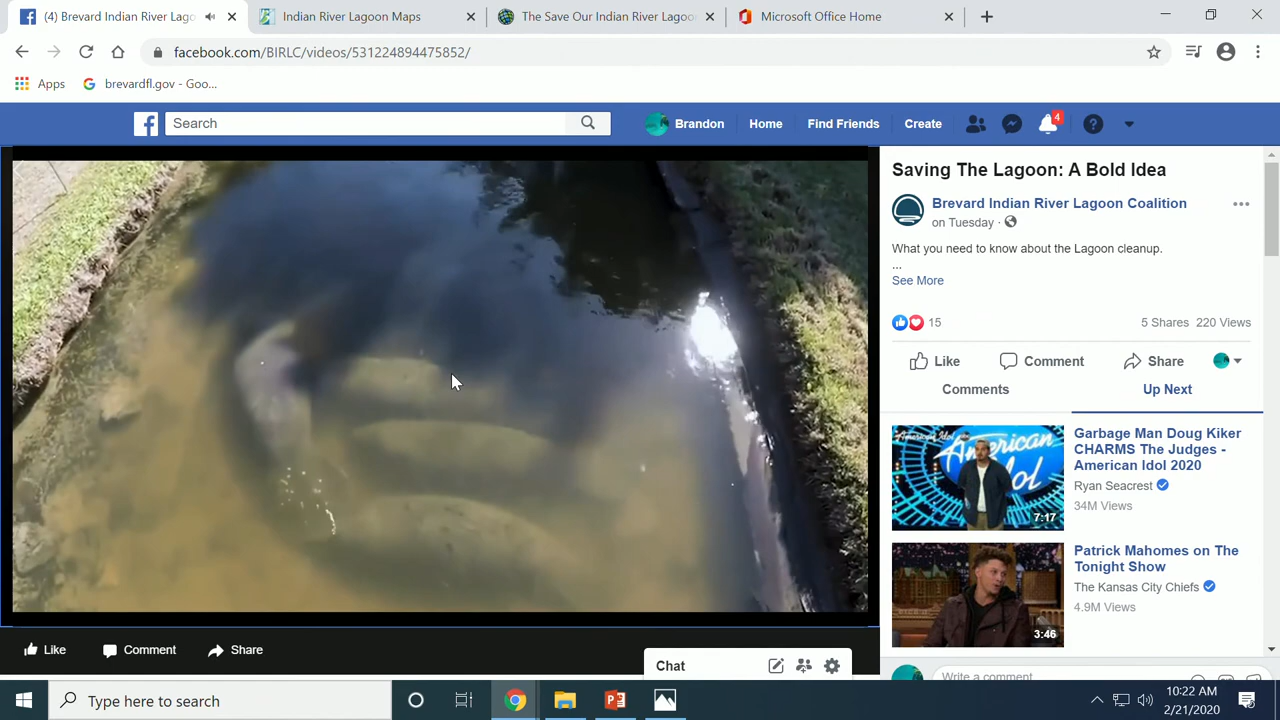 (4) Brevard Indian River Lago
Indian River Lagoon Maps
The Save Our Indian River Lagoo
Microsoft Office Home
facebook.com/BIRLC/videos/531224894475852/
Apps
brevardfl.gov - Goo...
Search
Brandon
Home
Find Friends
Create
4
Saving The Lagoon: A Bold Idea
Brevard Indian River Lagoon Coalition
on Tuesday ·
What you need to know about the Lagoon cleanup.
...
See More
15
5 Shares 220 Views
Like
Comment
Share
Comments
Up Next
AMERICAN IDOL
American Idol
7:17
Garbage Man Doug Kiker
CHARMS The Judges -
American Idol 2020
Ryan Seacrest
34M Views
3:46
Patrick Mahomes on The
Tonight Show
The Kansas City Chiefs
4.9M Views
Like
Comment
Share
Chat
Write a comment
Type here to search
10:22 AM
2/21/2020